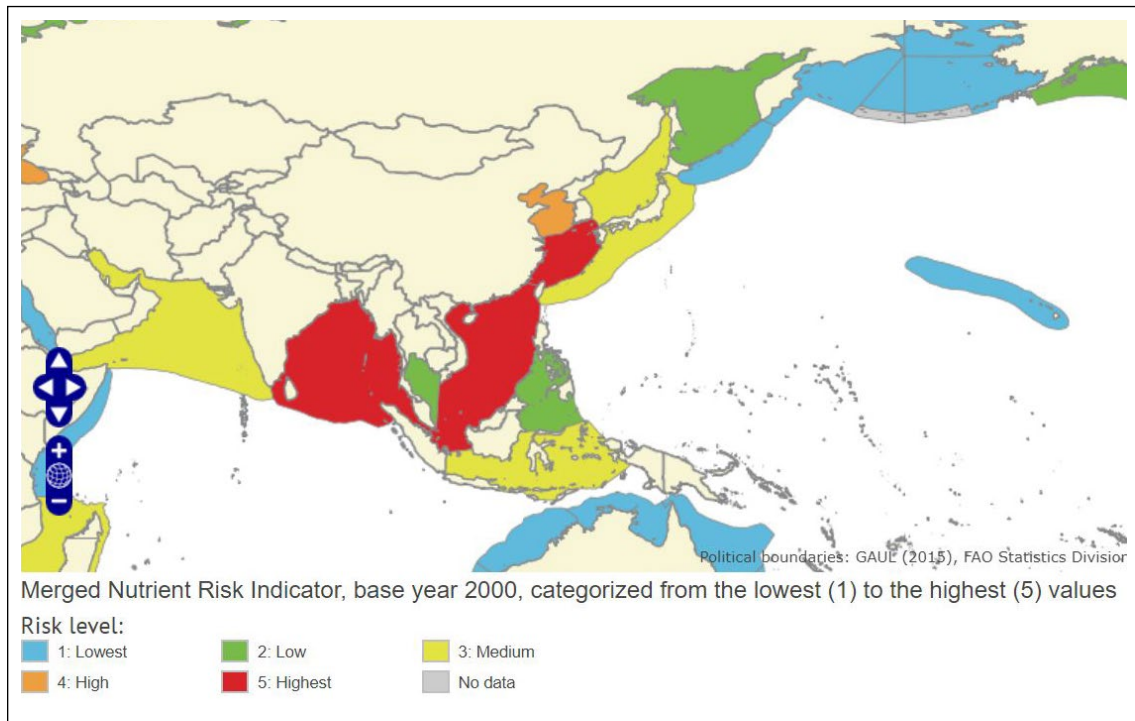 Political boundaries: GAUL (2015), FAO Statistics Division
Merged Nutrient Risk Indicator, base year 2000, categorized from the lowest (1) to the highest (5) values
Risk level:
1: Lowest 2: Low 3: Medium
4: High 5: Highest No data